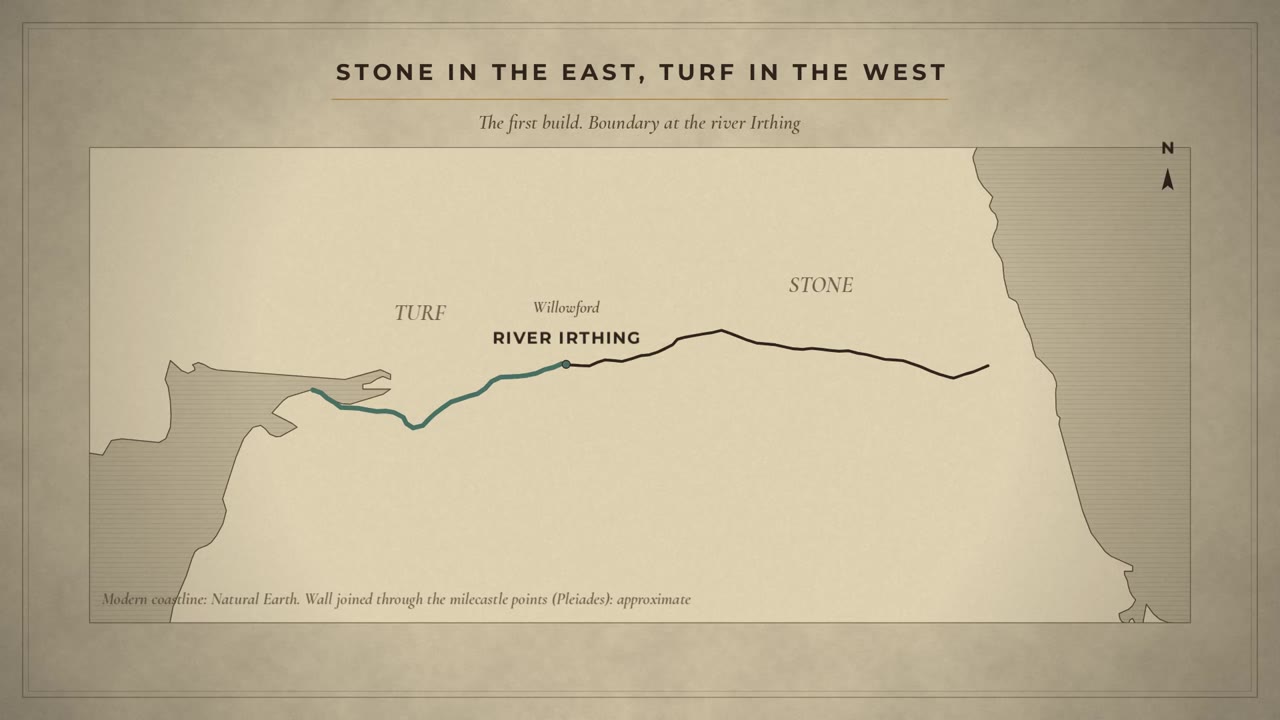 STONE IN THE EAST, TURF IN THE WEST
The first build. Boundary at the river Irthing
N
STONE
TURF
Willowford
RIVER IRTHING
Modern coastline: Natural Earth. Wall joined through the milecastle points (Pleiades): approximate